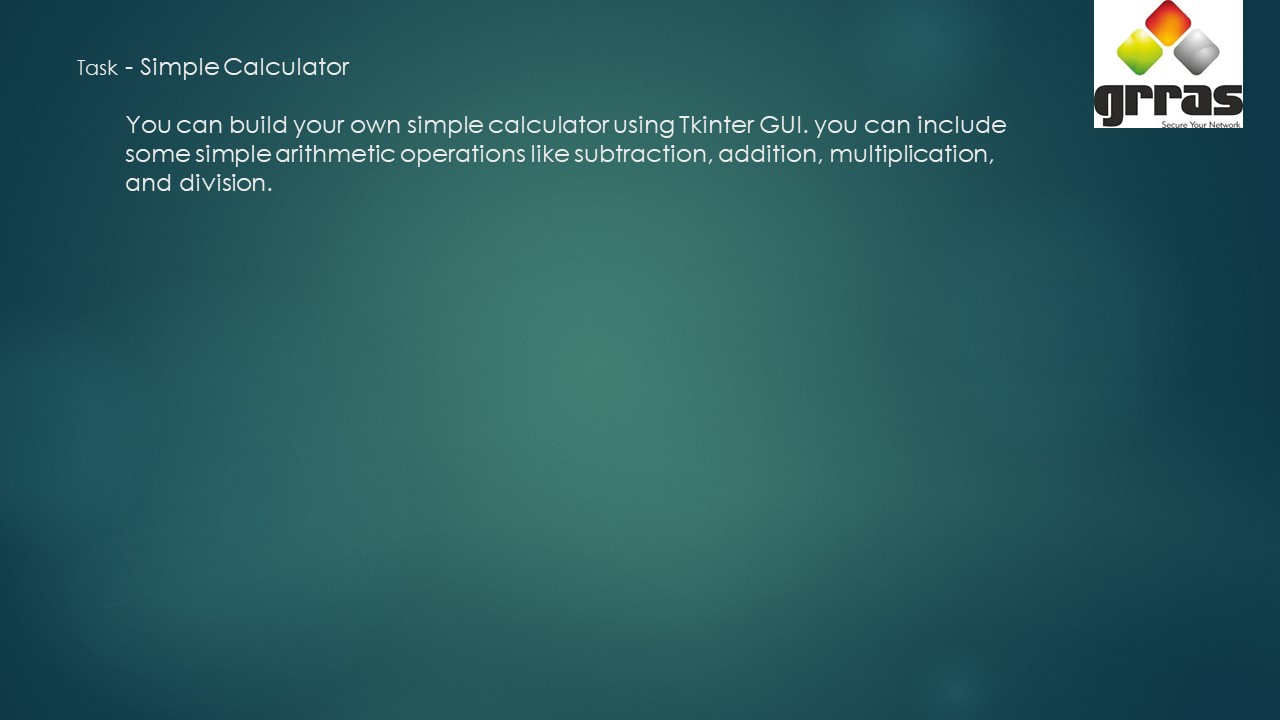 Task - Simple Calculator
grras
Secure Your Network
You can build your own simple calculator using Tkinter GUI. you can include
some simple arithmetic operations like subtraction, addition, multiplication,
and division.